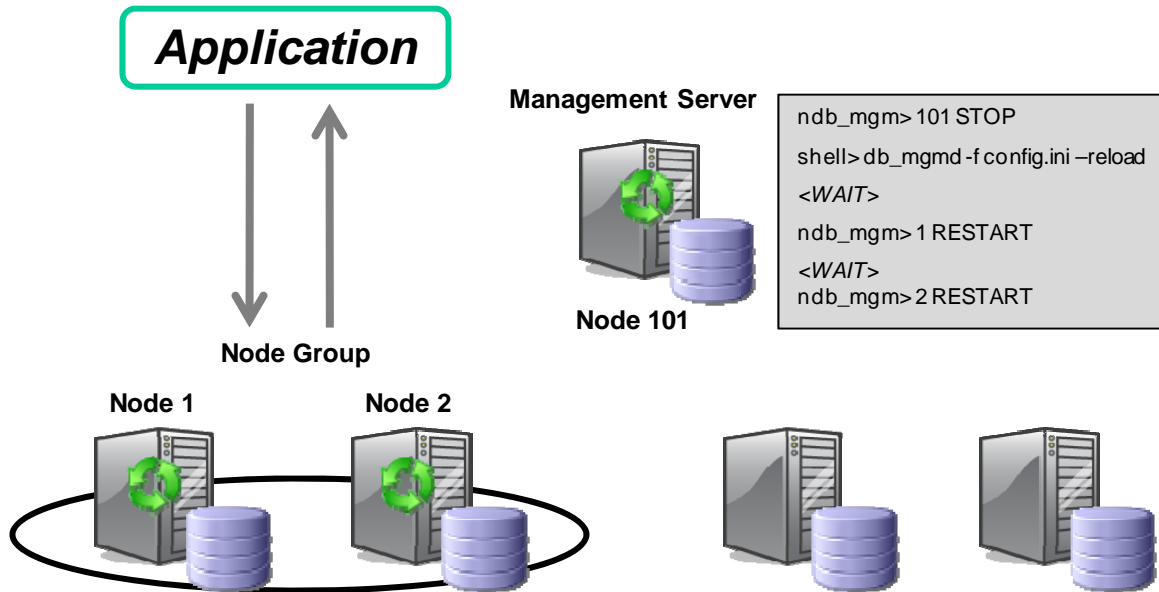 Application
Management Server
ndb_mgm> 101 STOP
shell> db_mgmd -f config.ini –reload
<WAIT>
ndb_mgm> 1 RESTART
<WAIT>
ndb_mgm> 2 RESTART
Node 101
Node Group
Node 1
Node 2